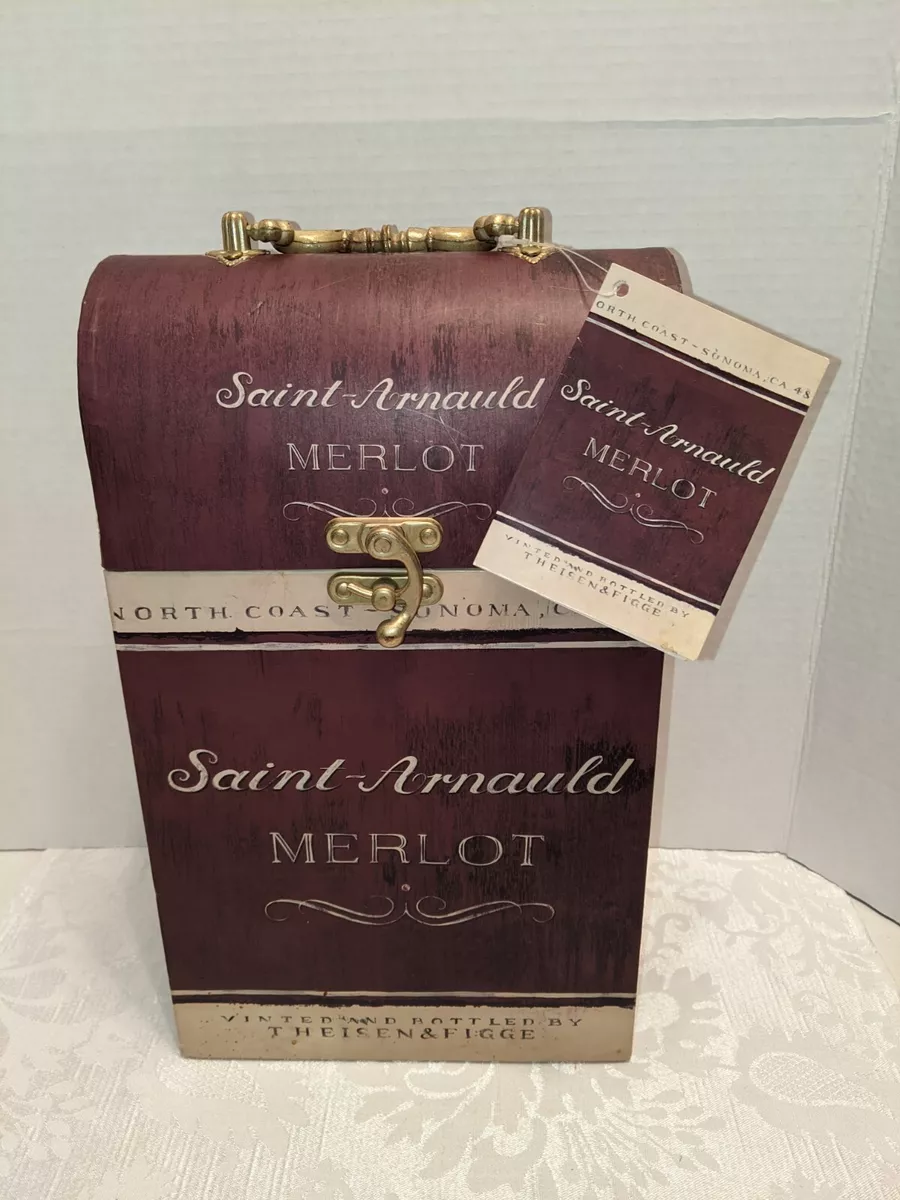 Saint-Arnauld
MERLOT
NORTH COAST - SONOMA, C
Saint-Arnauld
MERLOT
VINTED AND BOTTLED BY
THEISEN&FIGGE
ORTH COAST - SONOMA, CA 48
Saint-Arnauld
MERLOT
VINTED AND BOTTLED BY
THEISEN&FIGGE